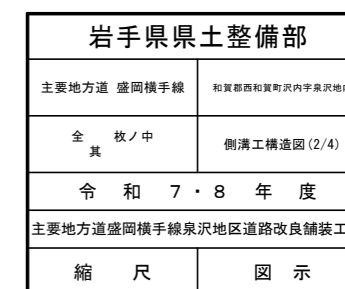 岩手県県土整備部
主要地方道 盛岡横手線
和賀郡西和賀町沢内字泉沢地内
全 枚ノ中
其
側溝工構造図(2/4)
令和7・8年度
主要地方道盛岡横手線泉沢地区道路改良舗装工
縮尺
図示